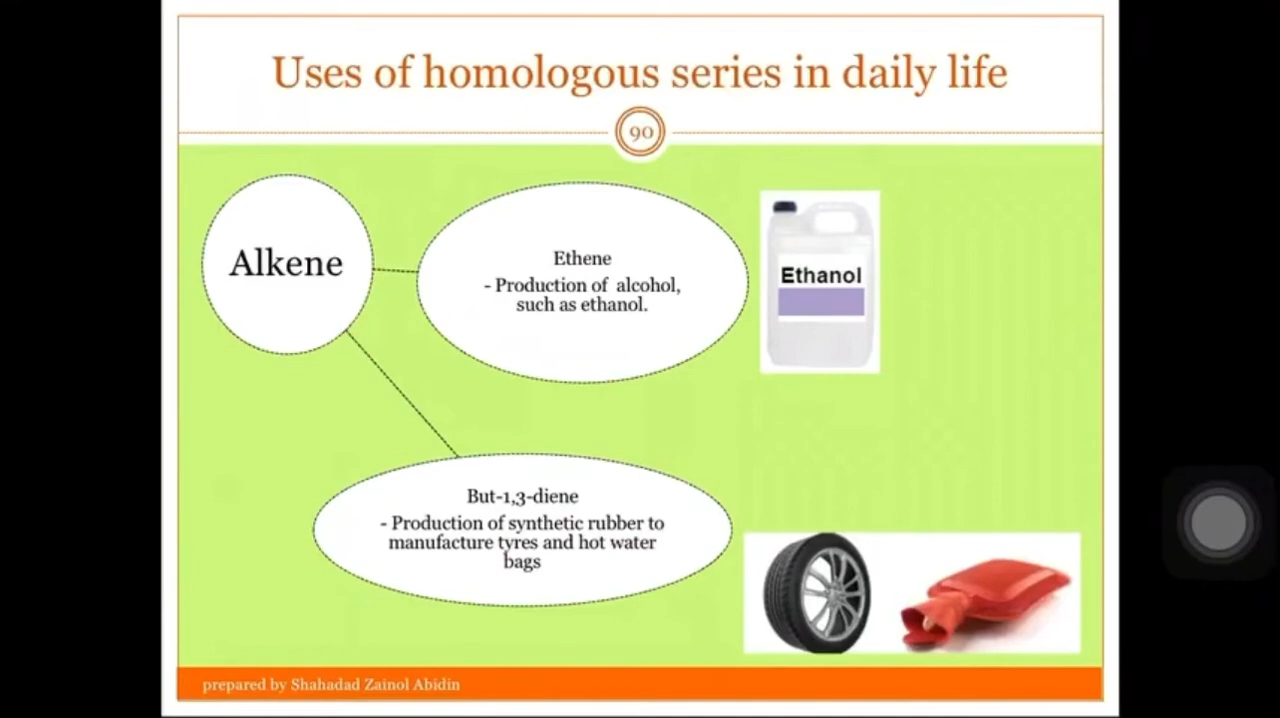 Uses of homologous series in daily life
90
Alkene
Ethene
- Production of alcohol,
such as ethanol.
Ethanol
But-1,3-diene
- Production of synthetic rubber to
manufacture tyres and hot water
bags
prepared by Shahadad Zainol Abidin